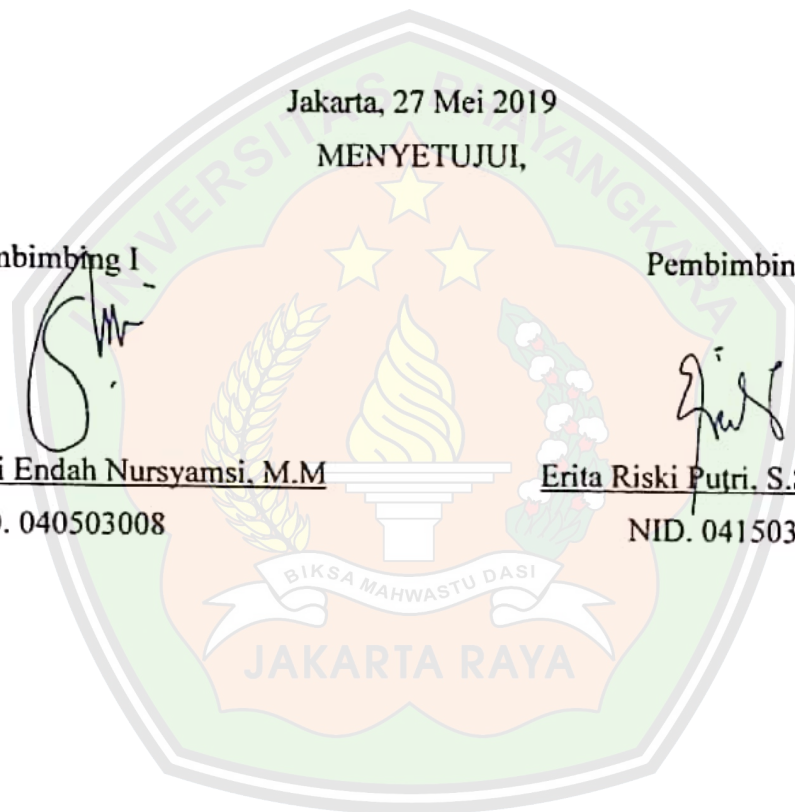 UNIVERSITAS BHAYANGKARA
Jakarta, 27 Mei 2019
MENYETUJUI,
mbimbing I
Pembimbin
i Endah Nursyamsi, M.M
Erita Riski Putri, S.S
). 040503008
NID. 041503
BIKSA MAHWASTU DASI
JAKARTA RAYA